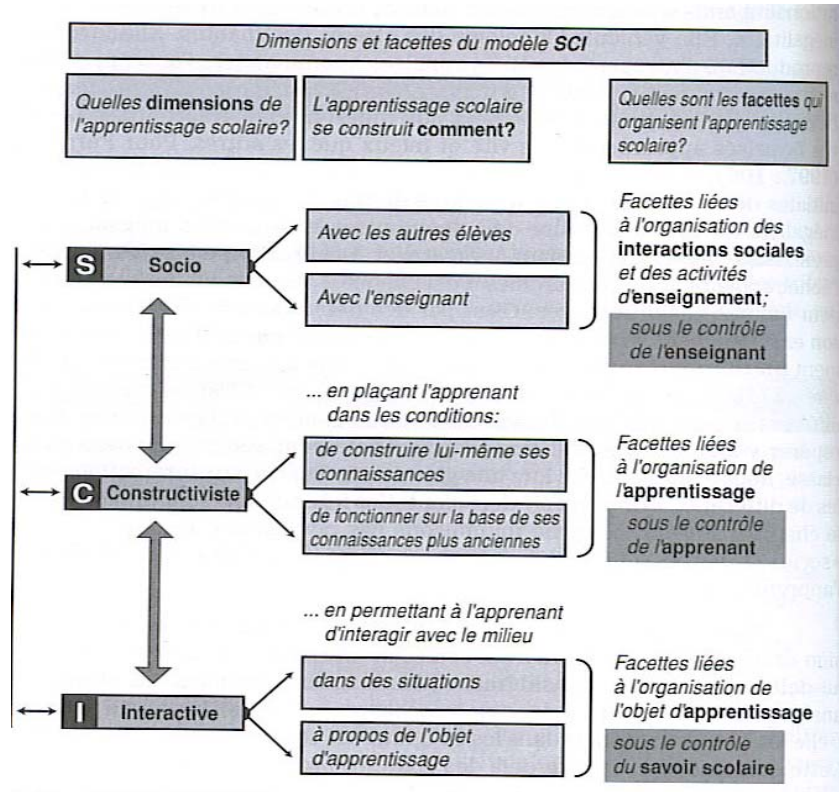 Dimensions et facettes du modèle SCI
Quelles dimensions de
l'apprentissage scolaire?
L'apprentissage scolaire
se construit comment?
Quelles sont les facettes qui
organisent l'apprentissage
scolaire?
S Socio
Avec les autres élèves
Avec l'enseignant
Facettes liées
à l'organisation des
interactions sociales
et des activités
d'enseignement;
sous le contrôle
de l'enseignant
... en plaçant l'apprenant
dans les conditions:
C Constructiviste
de construire lui-même ses
connaissances
de fonctionner sur la base de ses
connaissances plus anciennes
Facettes liées
à l'organisation de
l'apprentissage
sous le contrôle
de l'apprenant
... en permettant à l'apprenant
d'interagir avec le milieu
I Interactive
dans des situations
à propos de l'objet
d'apprentissage
Facettes liées
à l'organisation de
l'objet d'apprentissage
sous le contrôle
du savoir scolaire